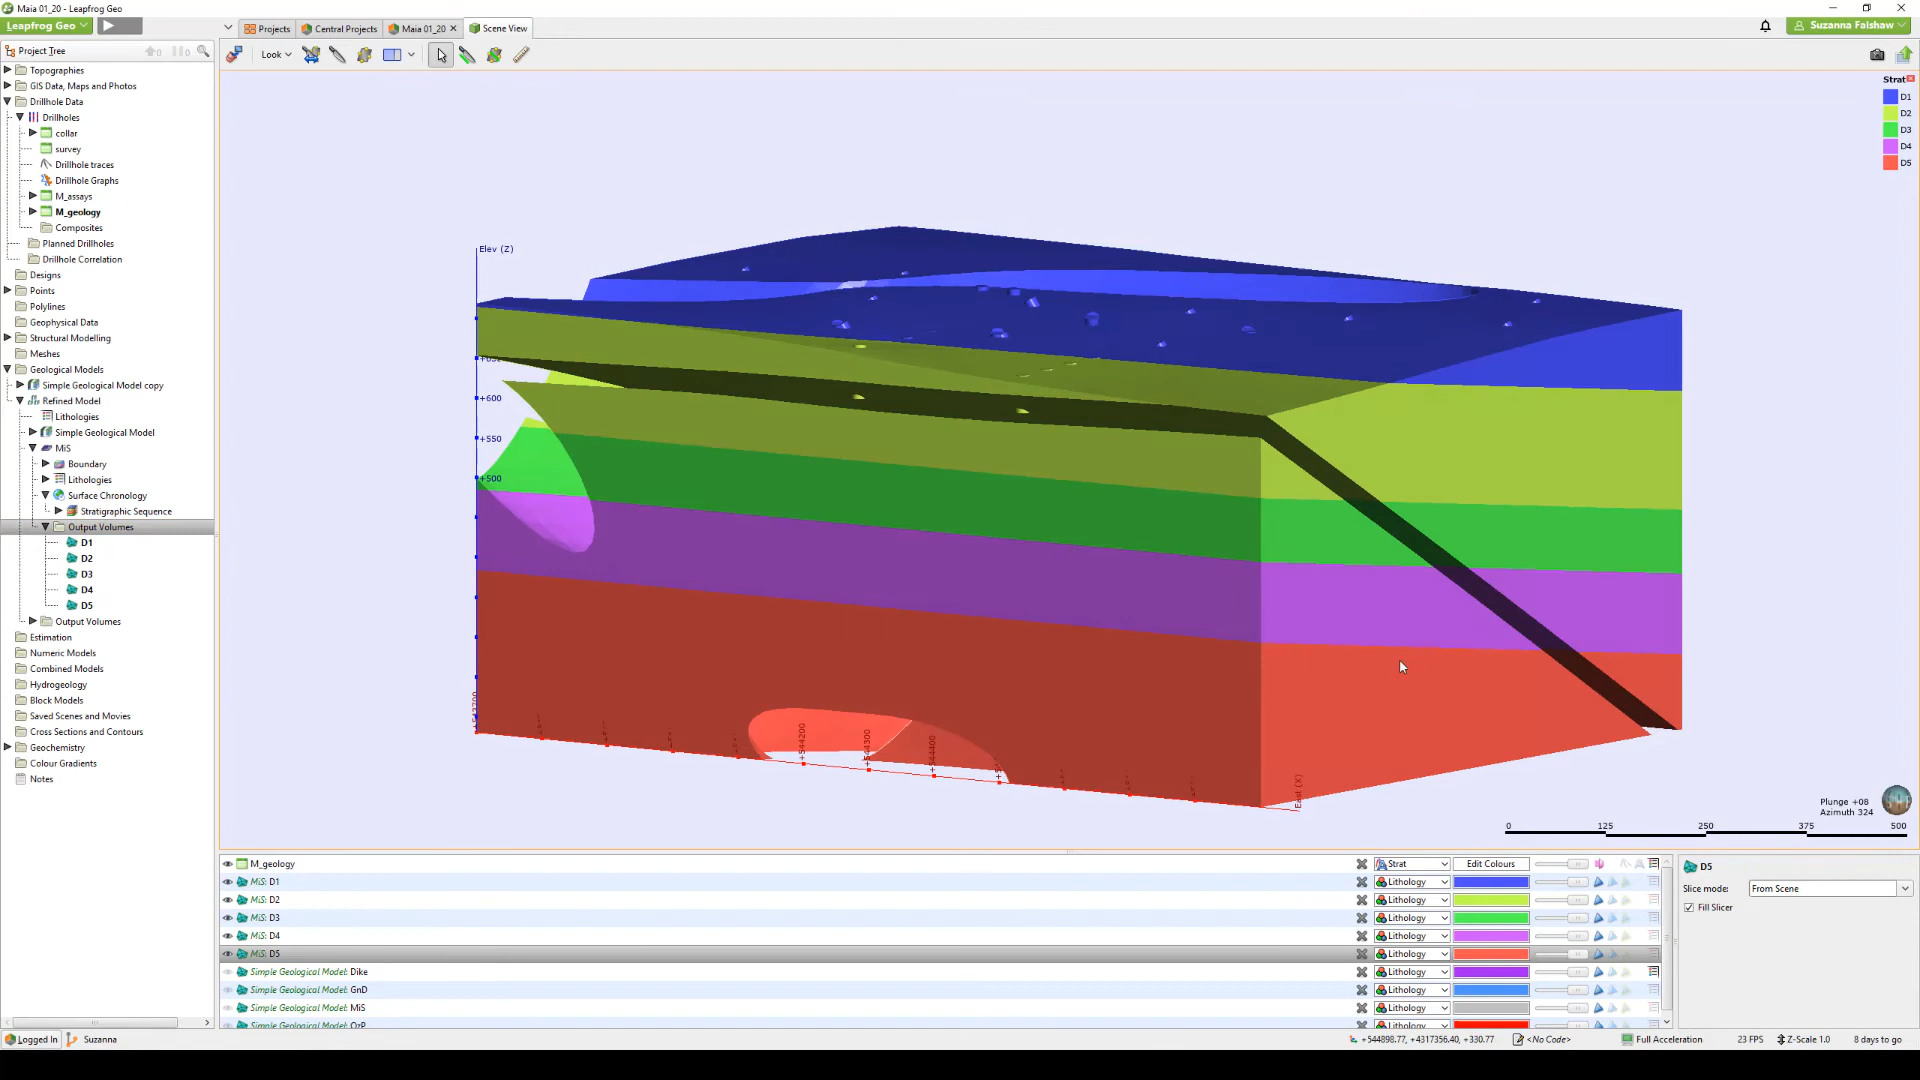 Maia 01_20 – Leapfrog Geo
Leapfrog Geo
Projects
Central Projects
Maia 01_20
Scene View
Suzanna Falshaw
Project Tree
Look
Topographies
GIS Data, Maps and Photos
Drillhole Data
Drillholes
collar
survey
Drillhole traces
Drillhole Graphs
M_assays
M_geology
Composites
Planned Drillholes
Drillhole Correlation
Designs
Points
Polylines
Geophysical Data
Structural Modelling
Meshes
Geological Models
Simple Geological Model copy
Refined Model
Lithologies
Simple Geological Model
MiS
Boundary
Lithologies
Surface Chronology
Stratigraphic Sequence
Output Volumes
D1
D2
D3
D4
D5
Output Volumes
Estimation
Numeric Models
Combined Models
Hydrogeology
Block Models
Saved Scenes and Movies
Cross Sections and Contours
Geochemistry
Colour Gradients
Notes
Strat
D1
D2
D3
D4
D5
Elev (Z)
+600
+550
+500
+544200
+544300
+544400
East (X)
Plunge +08
Azimuth 324
0 125 250 375 500
M_geology Strat Edit Colours
MiS: D1 Lithology
MiS: D2 Lithology
MiS: D3 Lithology
MiS: D4 Lithology
MiS: D5 Lithology
Simple Geological Model: Dike Lithology
Simple Geological Model: GnD Lithology
Simple Geological Model: MiS Lithology
Simple Geological Model: QzP Lithology
D5
Slice mode: From Scene
Fill Slicer
Logged In
Suzanna
+544898.77, +4317356.40, +330.77
<No Code>
Full Acceleration
23 FPS
Z-Scale 1.0
8 days to go